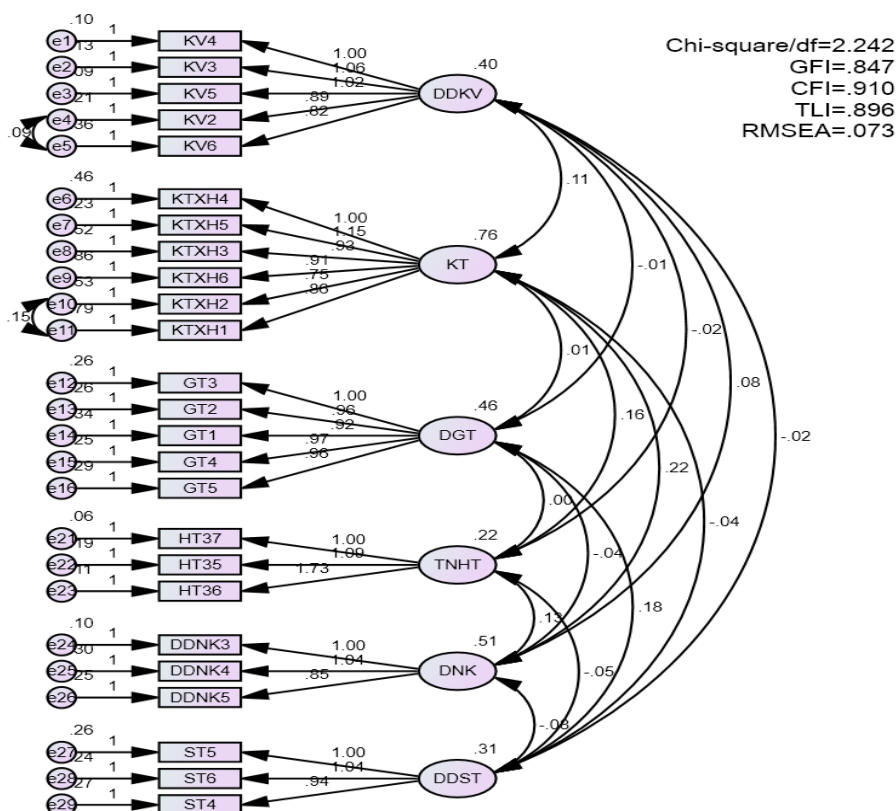 Chi-square/df=2.242
GFI=.847
CFI=.910
TLI=.896
RMSEA=.073
.10
e1 1 KV4 1.00
.13
e2 1 KV3 1.06
.09
e3 1 KV5 1.02
.21
e4 1 KV2 .89
.36
e5 1 KV6 .82
.09
.40
DDKV
.46
e6 1 KTXH4 1.00
.23
e7 1 KTXH5 1.15
.52
e8 1 KTXH3 .93
e9 1 KTXH6 .91
.53
e10 1 KTXH2 .75
.79
e11 1 KTXH1
.15
.76
KT
.26
e12 1 GT3 1.00
.26
e13 1 GT2 .96
.34
e14 1 GT1 .92
.25
e15 1 GT4 .97
.29
e16 1 GT5 .96
.46
DGT
.06
e21 1 HT37 1.00
.19
e22 1 HT35 1.09
.11
e23 1 HT36 1.73
.22
TNHT
.10
e24 1 DDNK3 1.00
.30
e25 1 DDNK4 1.04
.25
e26 1 DDNK5 .85
.51
DNK
.26
e27 1 ST5 1.00
.24
e28 1 ST6 1.04
.27
e29 1 ST4 .94
.31
DDST
.11
-.01
-.02
.08
-.02
.01
.16
.22
-.04
.00
-.04
.18
.13
-.05